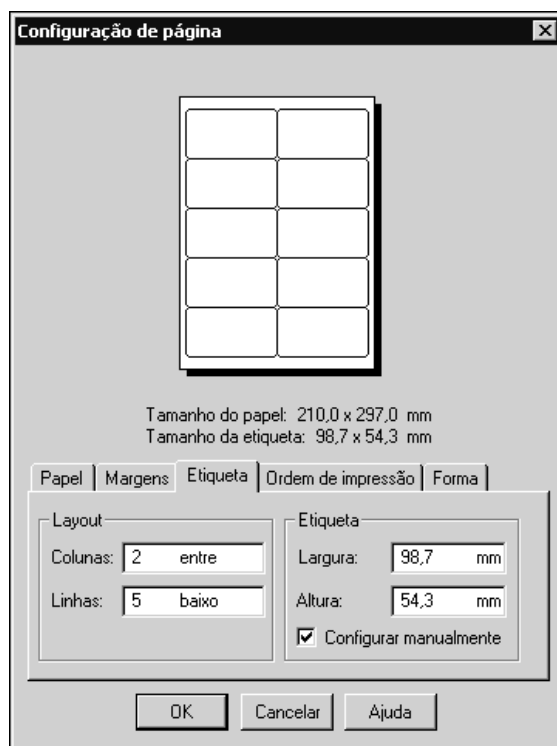 Configuração de página
Tamanho do papel: 210,0 x 297,0 mm
Tamanho da etiqueta: 98,7 x 54,3 mm
Papel Margens Etiqueta Ordem de impressão Forma
Layout
Colunas: 2 entre
Linhas: 5 baixo
Etiqueta
Largura: 98,7 mm
Altura: 54,3 mm
Configurar manualmente
OK Cancelar Ajuda